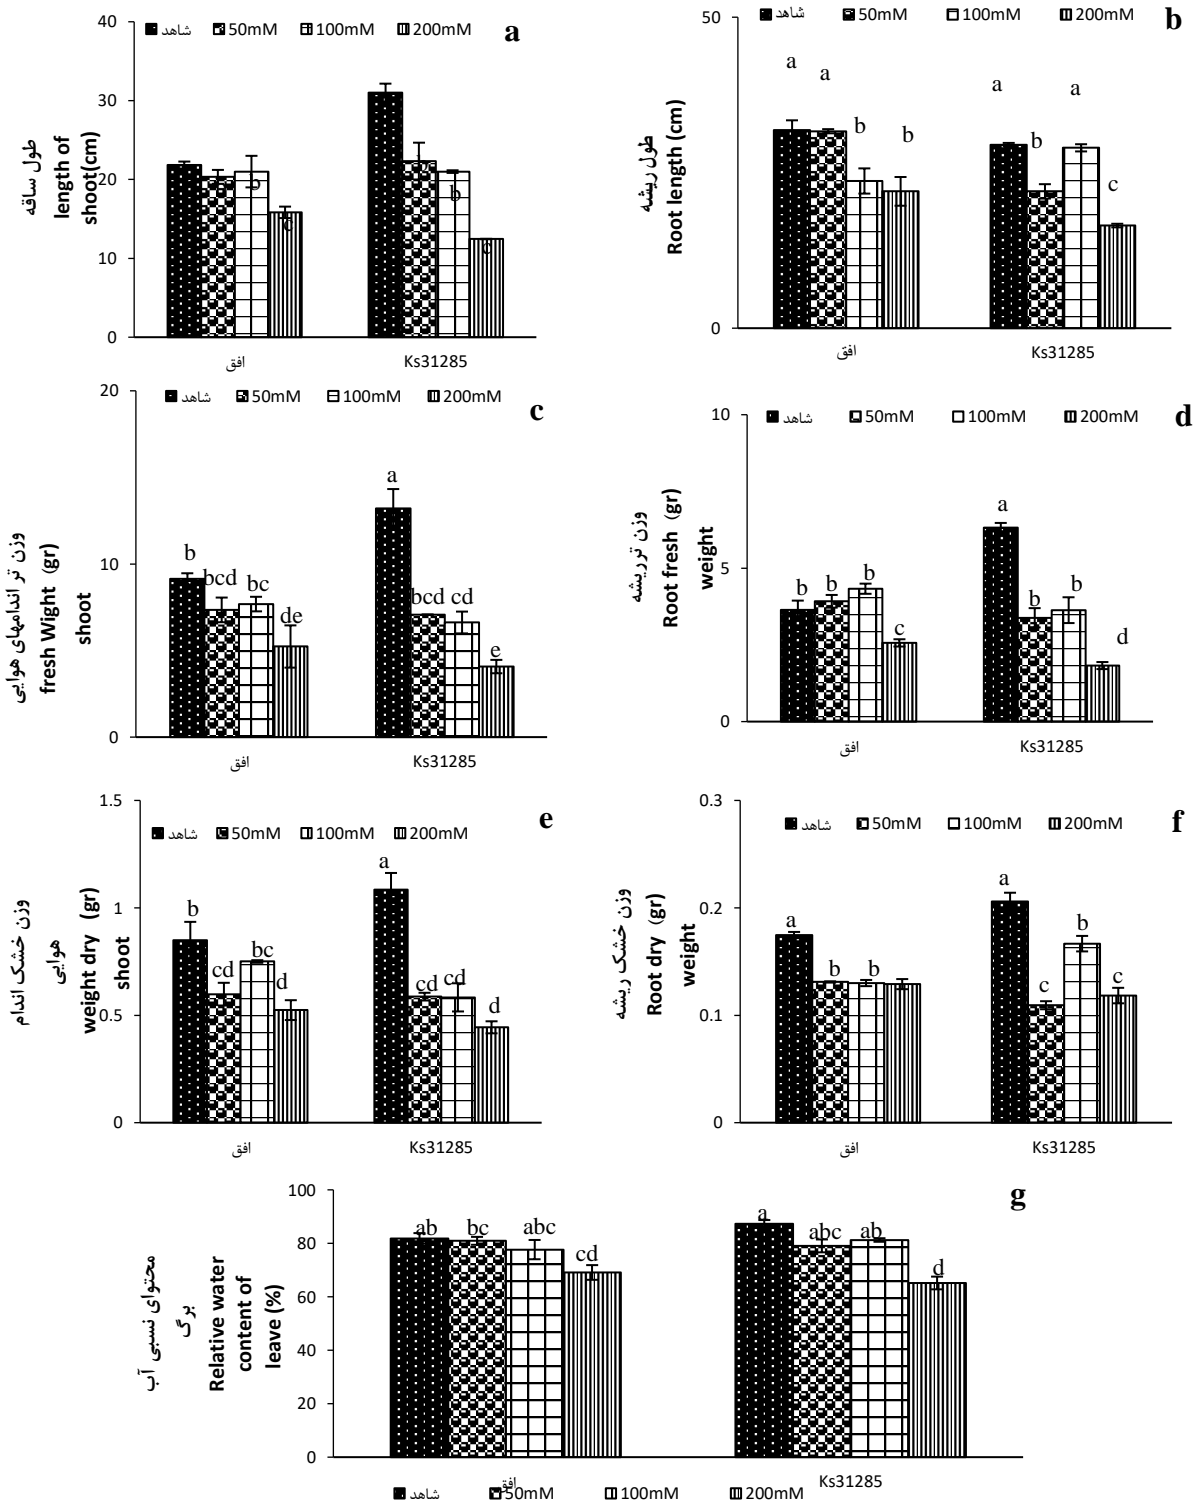 a
شاهد 50mM 100mM 200mM
40
30
20
10
0
طول ساقه
length of
shoot(cm)
b
c
b
c
افق
Ks31285
b
شاهد 50mM 100mM 200mM
50
0
طول ریشه
Root length (cm)
a
a
b
b
a
b
a
c
افق
Ks31285
c
شاهد 50mM 100mM 200mM
20
10
0
وزن تر اندامهای هوایی
fresh Wight (gr)
shoot
b
bcd
bc
de
a
bcd
cd
e
افق
Ks31285
d
شاهد 50mM 100mM 200mM
10
5
0
وزن ترریشه
Root fresh (gr)
weight
b
b
b
c
a
b
b
d
افق
Ks31285
e
شاهد 50mM 100mM 200mM
1.5
1
0.5
0
وزن خشک اندام
هوایی
weight dry (gr)
shoot
b
cd
bc
d
a
cd
cd
d
افق
Ks31285
f
شاهد 50mM 100mM 200mM
0.3
0.2
0.1
0
وزن خشک ریشه
Root dry (gr)
weight
a
b
b
a
c
b
c
افق
Ks31285
g
100
80
60
40
20
0
محتوای نسبی آب
برگ
Relative water
content of
leave (%)
ab
bc
abc
cd
a
abc
ab
d
افق
Ks31285
شاهد 50mM 100mM 200mM